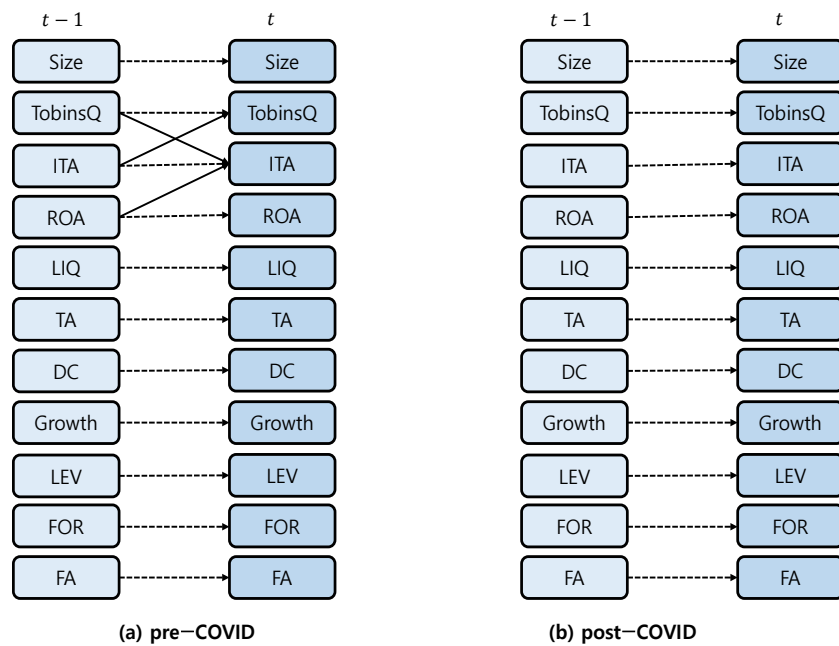 t − 1
t
Size
Size
TobinsQ
TobinsQ
ITA
ITA
ROA
ROA
LIQ
LIQ
TA
TA
DC
DC
Growth
Growth
LEV
LEV
FOR
FOR
FA
FA
(a) pre−COVID
t − 1
t
Size
Size
TobinsQ
TobinsQ
ITA
ITA
ROA
ROA
LIQ
LIQ
TA
TA
DC
DC
Growth
Growth
LEV
LEV
FOR
FOR
FA
FA
(b) post−COVID